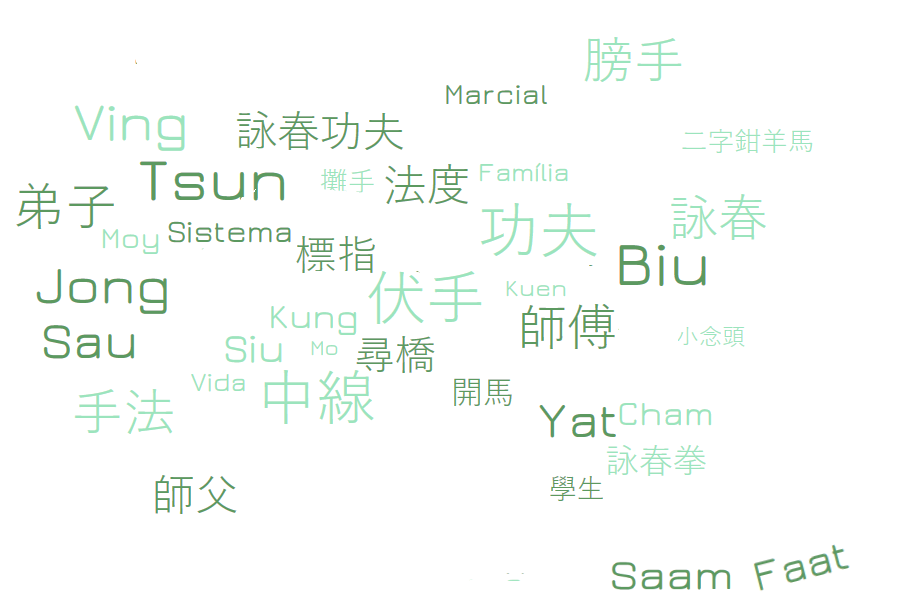 膀手
Marcial
Ving
詠春功夫
二字鉗羊馬
Tsun
攤手
法度
Família
弟子
詠春
功夫
Moy
Sistema
標指
Biu
Jong
伏手
Kuen
Kung
師傅
Sau
Siu
Mo
尋橋
小念頭
Vida
中線
開馬
手法
Yat
Cham
詠春拳
師父
學生
Saam
Faat